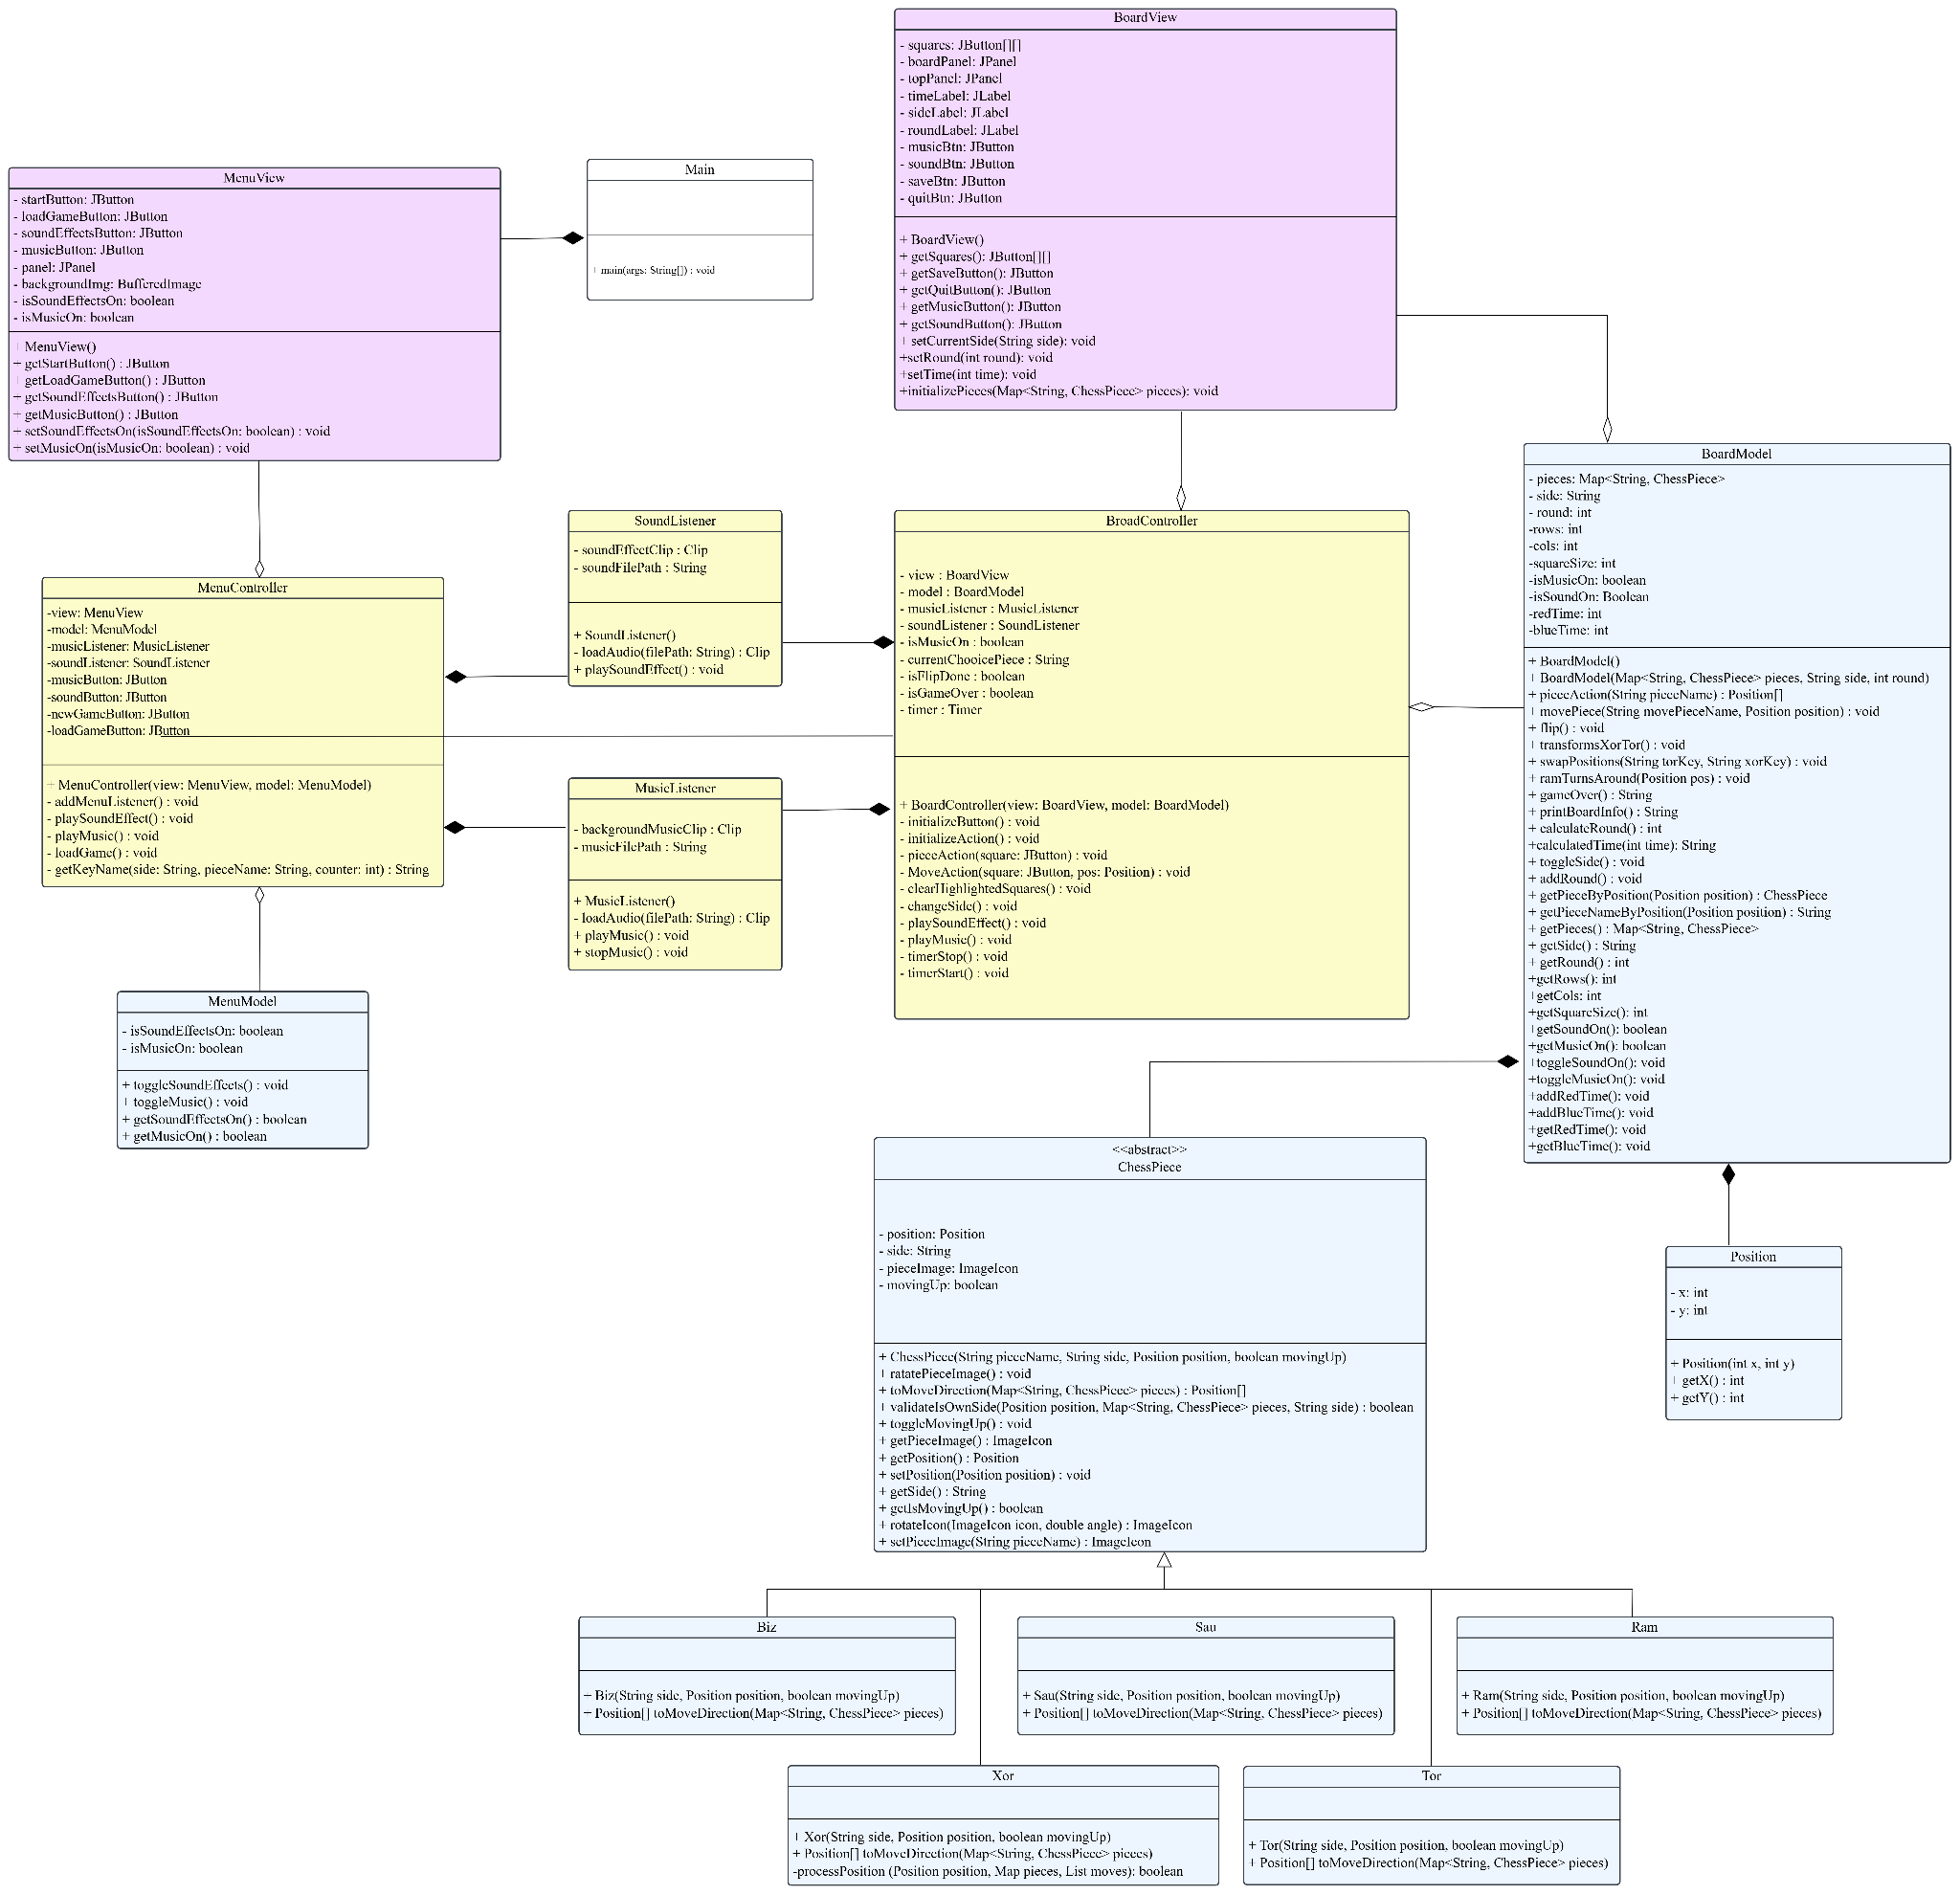 BoardView
- squares: JButton[][]
- boardPanel: JPanel
- topPanel: JPanel
- timeLabel: JLabel
- sideLabel: JLabel
- roundLabel: JLabel
- musicBtn: JButton
- soundBtn: JButton
- saveBtn: JButton
- quitBtn: JButton
+ BoardView()
+ getSquares(): JButton[][]
+ getSaveButton(): JButton
+ getQuitButton(): JButton
+ getMusicButton(): JButton
+ getSoundButton(): JButton
+ setCurrentSide(String side): void
+setRound(int round): void
+setTime(int time): void
+initializePieces(Map<String, ChessPiece> pieces): void
Main
+ main(args: String[]) : void
MenuView
- startButton: JButton
- loadGameButton: JButton
- soundEffectsButton: JButton
- musicButton: JButton
- panel: JPanel
- backgroundImg: BufferedImage
- isSoundEffectsOn: boolean
- isMusicOn: boolean
+ MenuView()
+ getStartButton() : JButton
+ getLoadGameButton() : JButton
+ getSoundEffectsButton() : JButton
+ getMusicButton() : JButton
+ setSoundEffectsOn(isSoundEffectsOn: boolean) : void
+ setMusicOn(isMusicOn: boolean) : void
BoardModel
- pieces: Map<String, ChessPiece>
- side: String
- round: int
-rows: int
-cols: int
-squareSize: int
-isMusicOn: boolean
-isSoundOn: Boolean
-redTime: int
-blueTime: int
+ BoardModel()
+ BoardModel(Map<String, ChessPiece> pieces, String side, int round)
+ pieceAction(String pieceName) : Position[]
+ movePiece(String movePieceName, Position position) : void
+ flip() : void
+ transformsXorTor() : void
+ swapPositions(String torKey, String xorKey) : void
+ ramTurnsAround(Position pos) : void
+ gameOver() : String
+ printBoardInfo() : String
+ calculateRound() : int
+calculatedTime(int time): String
+ toggleSide() : void
+ addRound() : void
+ getPieceByPosition(Position position) : ChessPiece
+ getPieceNameByPosition(Position position) : String
+ getPieces() : Map<String, ChessPiece>
+ getSide() : String
+ getRound() : int
+getRows(): int
+getCols: int
+getSquareSize(): int
+getSoundOn(): boolean
+getMusicOn(): boolean
+toggleSoundOn(): void
+toggleMusicOn(): void
+addRedTime(): void
+addBlueTime(): void
+getRedTime(): void
+getBlueTime(): void
SoundListener
- soundEffectClip : Clip
- soundFilePath : String
+ SoundListener()
- loadAudio(filePath: String) : Clip
+ playSoundEffect() : void
BroadController
- view : BoardView
- model : BoardModel
- musicListener : MusicListener
- soundListener : SoundListener
- isMusicOn : boolean
- currentChooicePiece : String
- isFlipDone : boolean
- isGameOver : boolean
- timer : Timer
+ BoardController(view: BoardView, model: BoardModel)
- initializeButton() : void
- initializeAction() : void
- pieceAction(square: JButton) : void
- MoveAction(square: JButton, pos: Position) : void
- clearHighlightedSquares() : void
- changeSide() : void
- playSoundEffect() : void
- playMusic() : void
- timerStop() : void
- timerStart() : void
MenuController
-view: MenuView
-model: MenuModel
-musicListener: MusicListener
-soundListener: SoundListener
-musicButton: JButton
-soundButton: JButton
-newGameButton: JButton
-loadGameButton: JButton
+ MenuController(view: MenuView, model: MenuModel)
- addMenuListener() : void
- playSoundEffect() : void
- playMusic() : void
- loadGame() : void
- getKeyName(side: String, pieceName: String, counter: int) : String
MusicListener
- backgroundMusicClip : Clip
- musicFilePath : String
+ MusicListener()
- loadAudio(filePath: String) : Clip
+ playMusic() : void
+ stopMusic() : void
MenuModel
- isSoundEffectsOn: boolean
- isMusicOn: boolean
+ toggleSoundEffects() : void
+ toggleMusic() : void
+ getSoundEffectsOn() : boolean
+ getMusicOn() : boolean
<<abstract>>
ChessPiece
- position: Position
- side: String
- pieceImage: ImageIcon
- movingUp: boolean
+ ChessPiece(String pieceName, String side, Position position, boolean movingUp)
+ ratatePieceImage() : void
+ toMoveDirection(Map<String, ChessPiece> pieces) : Position[]
+ validateIsOwnSide(Position position, Map<String, ChessPiece> pieces, String side) : boolean
+ toggleMovingUp() : void
+ getPieceImage() : ImageIcon
+ getPosition() : Position
+ setPosition(Position position) : void
+ getSide() : String
+ getIsMovingUp() : boolean
+ rotateIcon(ImageIcon icon, double angle) : ImageIcon
+ setPieceImage(String pieceName) : ImageIcon
Position
- x: int
- y: int
+ Position(int x, int y)
+ getX() : int
+ getY() : int
Biz
+ Biz(String side, Position position, boolean movingUp)
+ Position[] toMoveDirection(Map<String, ChessPiece> pieces)
Sau
+ Sau(String side, Position position, boolean movingUp)
+ Position[] toMoveDirection(Map<String, ChessPiece> pieces)
Ram
+ Ram(String side, Position position, boolean movingUp)
+ Position[] toMoveDirection(Map<String, ChessPiece> pieces)
Xor
+ Xor(String side, Position position, boolean movingUp)
+ Position[] toMoveDirection(Map<String, ChessPiece> pieces)
-processPosition (Position position, Map pieces, List moves): boolean
Tor
+ Tor(String side, Position position, boolean movingUp)
+ Position[] toMoveDirection(Map<String, ChessPiece> pieces)